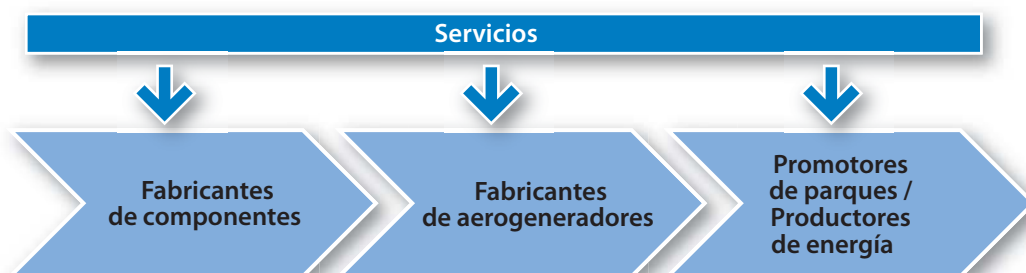 Servicios
Fabricantes
de componentes
Fabricantes
de aerogeneradores
Promotores
de parques /
Productores
de energía